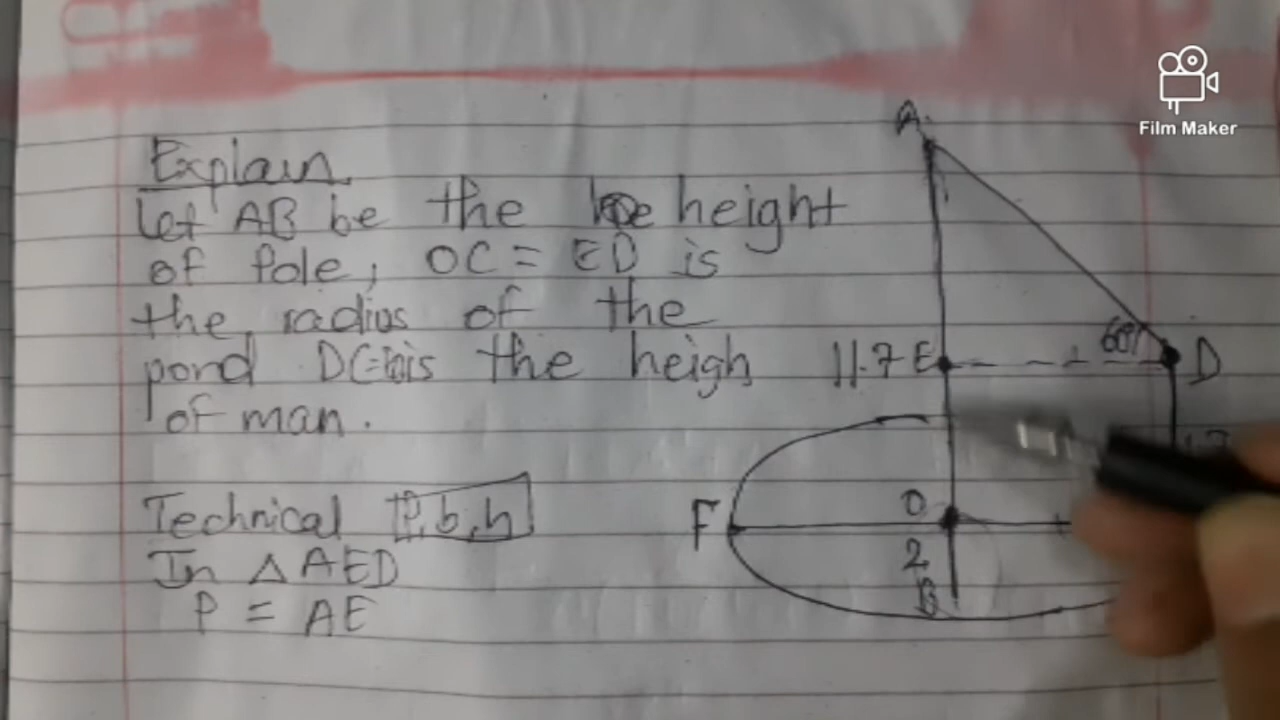 Film Maker
Explain
Let AB be the height
of Pole, OC = ED is
the radius of the
pond DC is the heigh
of man.
Technical P, b, h
In △AED
P = AE
A
60°
11.7 E
D
O
F
2
B